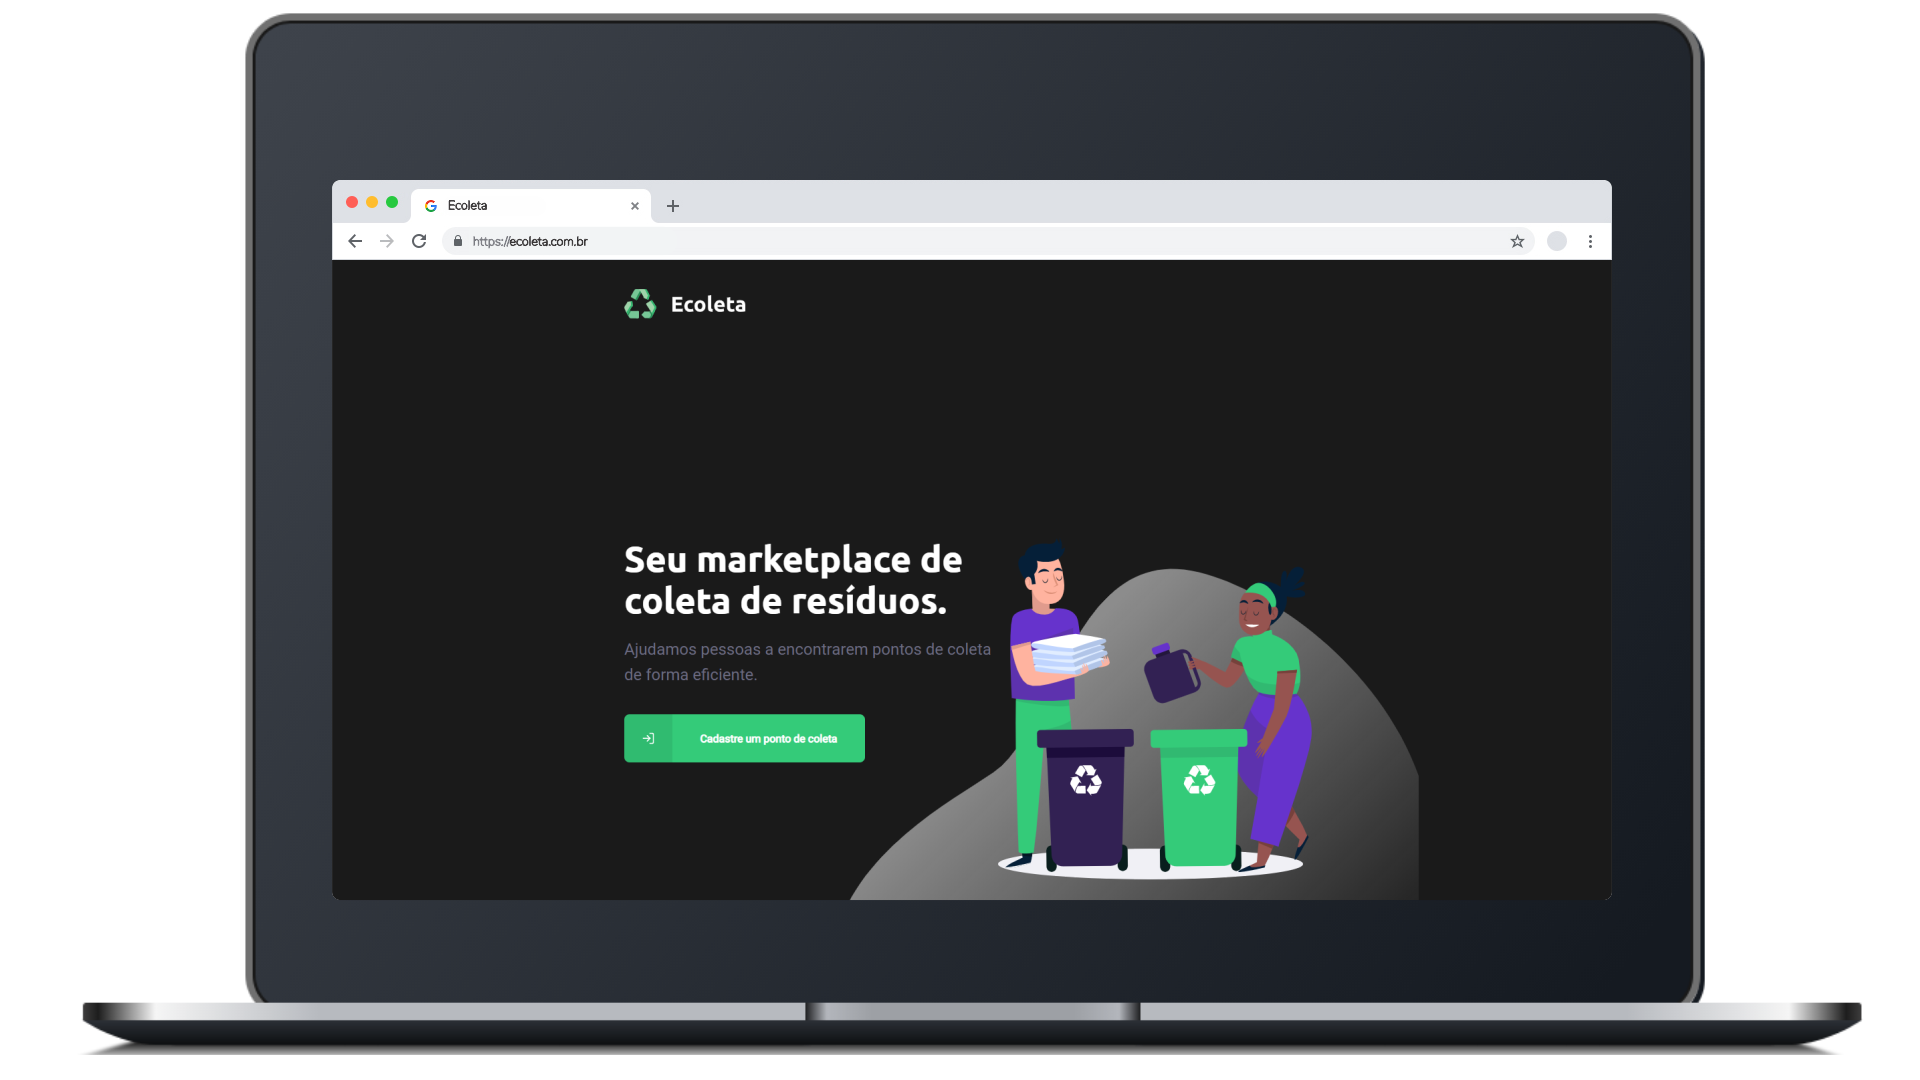 Ecoleta
https://ecoleta.com.br
Ecoleta
Seu marketplace de
coleta de resíduos.
Ajudamos pessoas a encontrarem pontos de coleta
de forma eficiente.
Cadastre um ponto de coleta